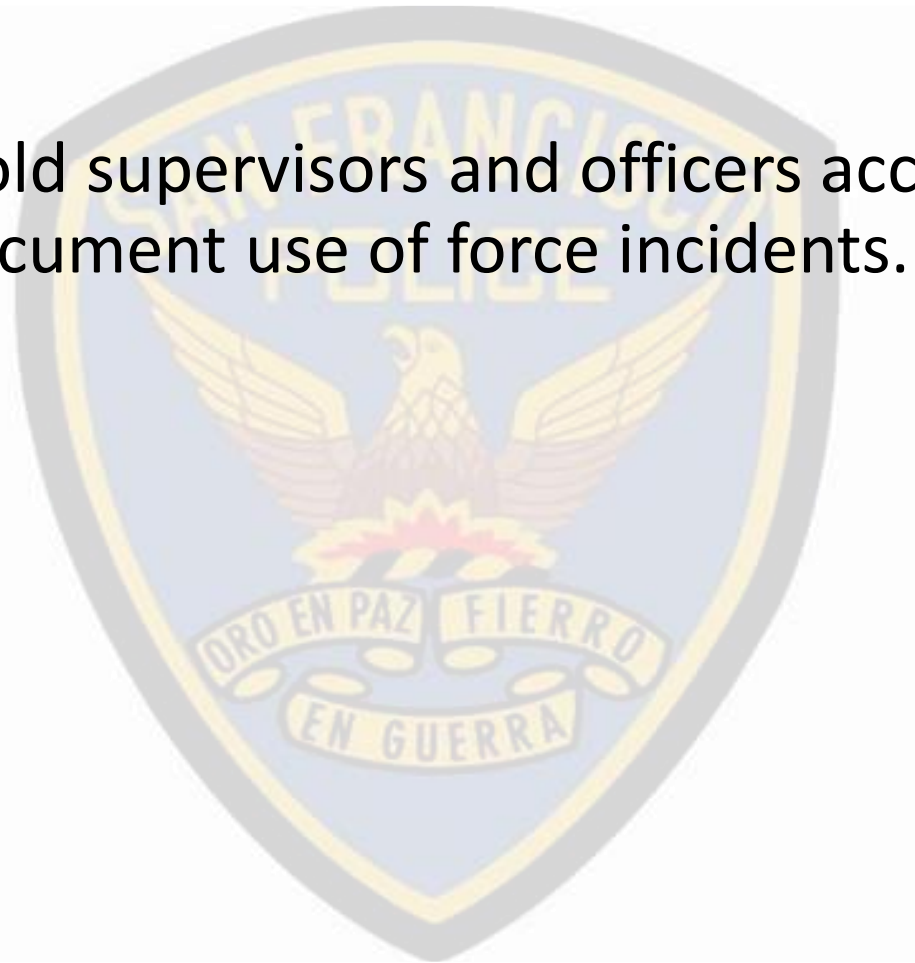 old supervisors and officers acc
cument use of force incidents.
SAN FRANCISCO
POLICE
ORO EN PAZ FIERRO
EN GUERRA